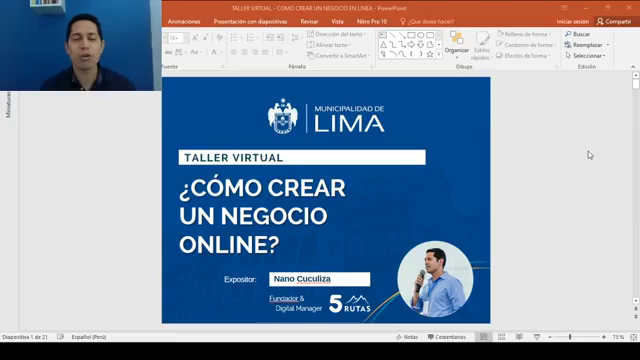 TALLER VIRTUAL - COMO CREAR UN NEGOCIO EN LINEA - PowerPoint
Animaciones Presentación con diapositivas Revisar Vista Nitro Pro 10 ¿Qué desea hacer? Iniciar sesión Compartir
Dirección del texto
Alinear texto
Convertir a SmartArt
Organizar
Estilos rápidos
Relleno de forma
Contorno de forma
Efectos de forma
Buscar
Reemplazar
Seleccionar
Fuente Párrafo Dibujo Edición
Miniaturas
MUNICIPALIDAD DE
LIMA
TALLER VIRTUAL
¿CÓMO CREAR
UN NEGOCIO
ONLINE?
Expositor: Nano Cuculiza
Fundador &
Digital Manager
5 RUTAS
Diapositiva 1 de 21 Español (Perú) Notas Comentarios 73 %